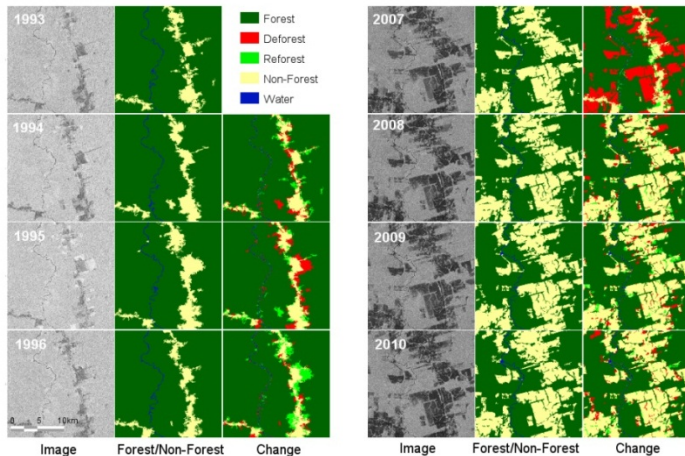 1993
Forest
Deforest
Reforest
Non-Forest
Water
1994
1995
1996
0 5 10km
Image Forest/Non-Forest Change
2007
2008
2009
2010
Image Forest/Non-Forest Change